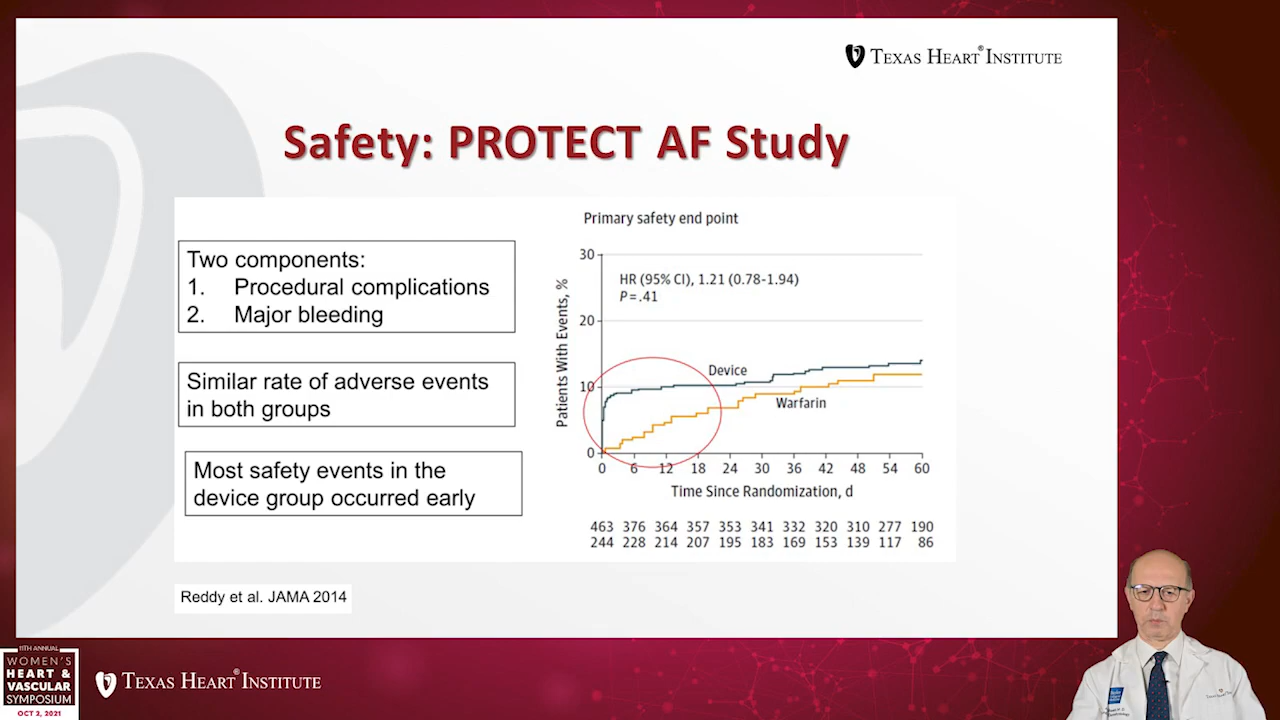 TEXAS HEART® INSTITUTE
Safety: PROTECT AF Study
Two components:
1. Procedural complications
2. Major bleeding
Similar rate of adverse events
in both groups
Most safety events in the
device group occurred early
Primary safety end point
HR (95% CI), 1.21 (0.78-1.94)
P = .41
Patients With Events, %
30
20
10
0
Device
Warfarin
0 6 12 18 24 30 36 42 48 54 60
Time Since Randomization, d
463 376 364 357 353 341 332 320 310 277 190
244 228 214 207 195 183 169 153 139 117 86
Reddy et al. JAMA 2014
11TH ANNUAL
WOMEN'S
HEART &
VASCULAR
SYMPOSIUM
OCT 2, 2021
TEXAS HEART® INSTITUTE